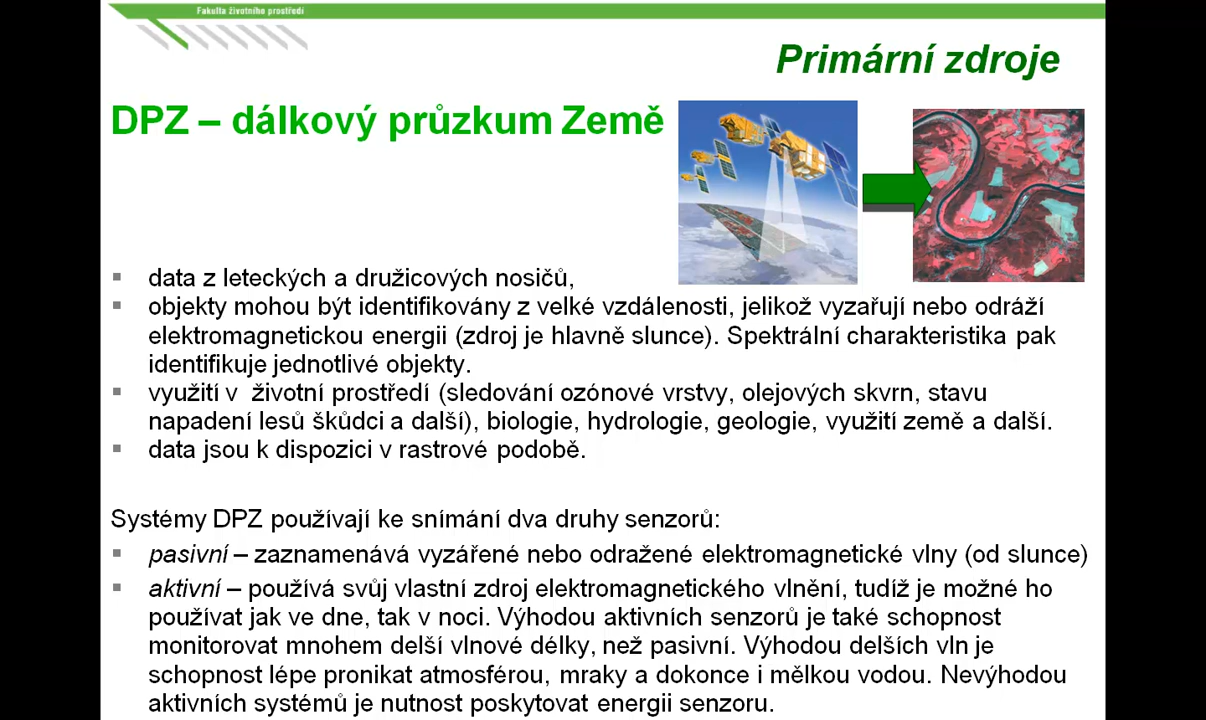 Fakulta životního prostředí
Primární zdroje
DPZ – dálkový průzkum Země
data z leteckých a družicových nosičů,
objekty mohou být identifikovány z velké vzdálenosti, jelikož vyzařují nebo odráží
elektromagnetickou energii (zdroj je hlavně slunce). Spektrální charakteristika pak
identifikuje jednotlivé objekty.
využití v  životní prostředí (sledování ozónové vrstvy, olejových skvrn, stavu
napadení lesů škůdci a další), biologie, hydrologie, geologie, využití země a další.
data jsou k dispozici v rastrové podobě.
Systémy DPZ používají ke snímání dva druhy senzorů:
pasivní – zaznamenává vyzářené nebo odražené elektromagnetické vlny (od slunce)
aktivní – používá svůj vlastní zdroj elektromagnetického vlnění, tudíž je možné ho
používat jak ve dne, tak v noci. Výhodou aktivních senzorů je také schopnost
monitorovat mnohem delší vlnové délky, než pasivní. Výhodou delších vln je
schopnost lépe pronikat atmosférou, mraky a dokonce i mělkou vodou. Nevýhodou
aktivních systémů je nutnost poskytovat energii senzoru.